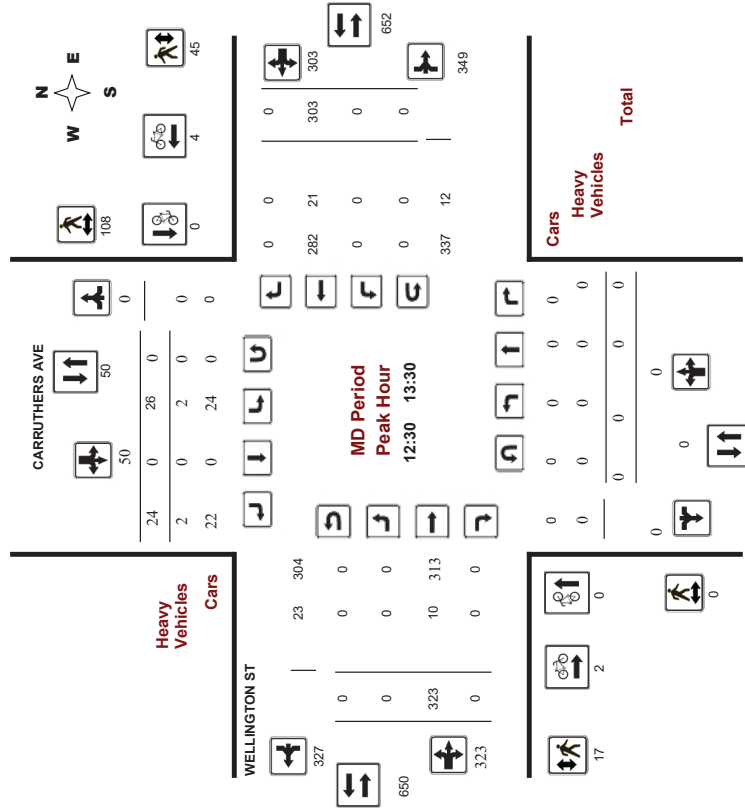 N
W E
S
108
0
4
45
CARRUTHERS AVE
50
50
0
24 0 26 0
2 0 2 0 0
22 0 24 0 0
Heavy
Vehicles
Cars
652
303
349
0 0 0
282 21 303
0 0 0
0 0 0
337 12
MD Period
Peak Hour
12:30 13:30
WELLINGTON ST
304 23
327
0 0 0
0 0 0
650
323 10 313
0 0 0
323
Cars
Heavy
Vehicles
Total
0 0 0 0 0
0 0 0 0 0
0 0 0 0
0
0
0
0
2
17
0